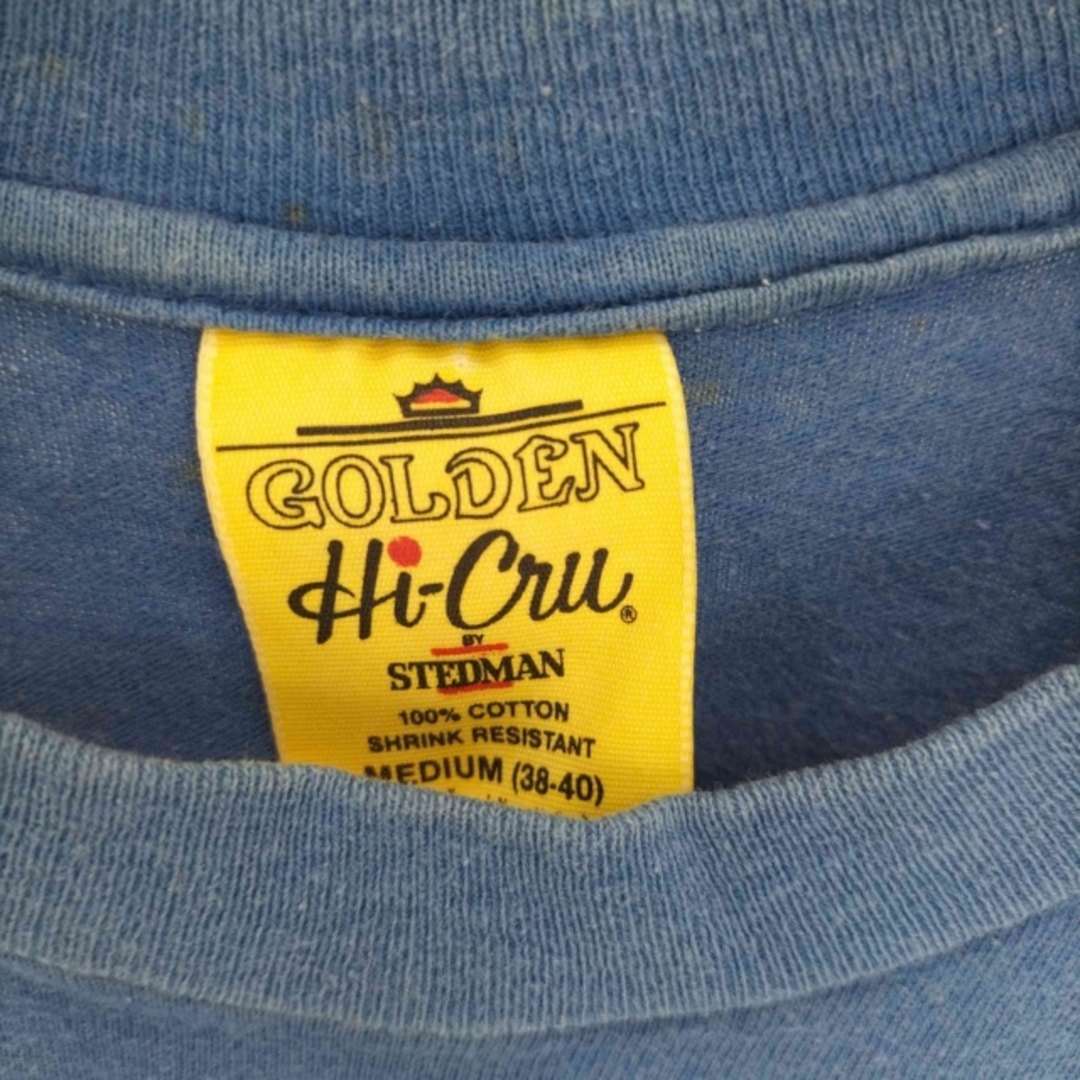 GOLDEN
Hi-Cru®
BY
STEDMAN
100% COTTON
SHRINK RESISTANT
MEDIUM (38-40)